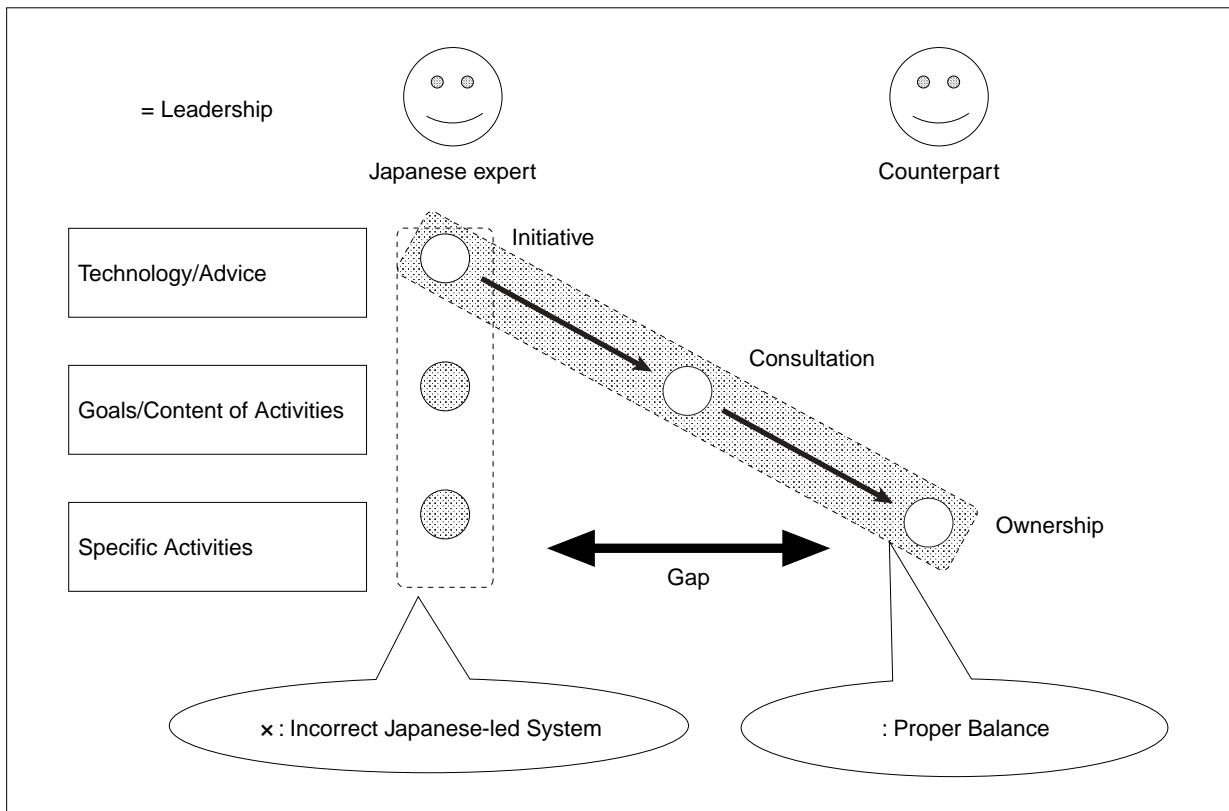 = Leadership
Japanese expert
Counterpart
Technology/Advice
Initiative
Goals/Content of Activities
Consultation
Specific Activities
Ownership
Gap
× : Incorrect Japanese-led System
: Proper Balance